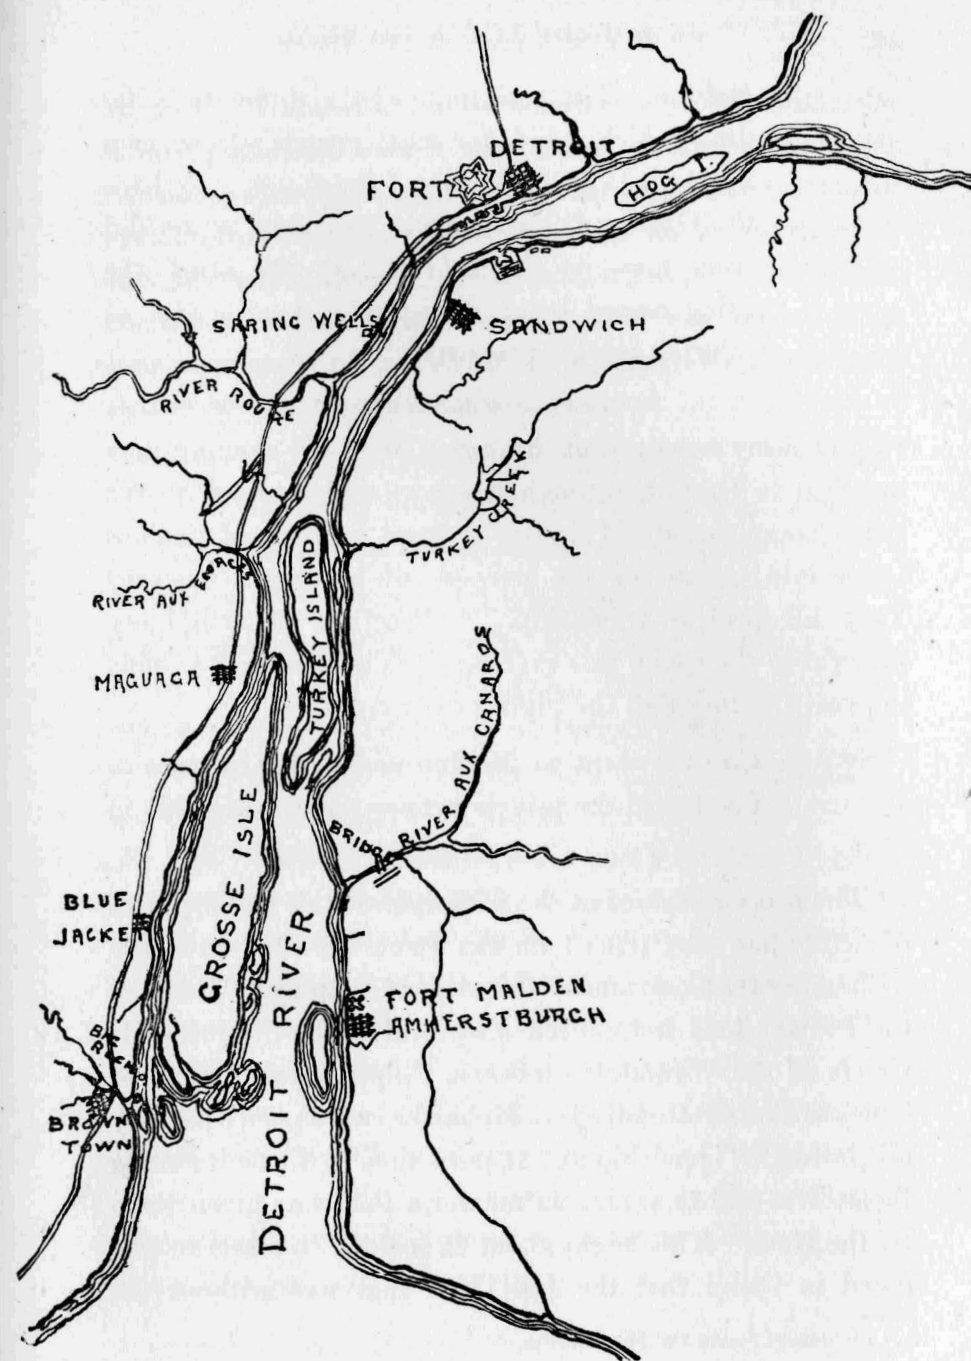 DETROIT
FORT
HOG I.
SPRING WELLS
SANDWICH
RIVER ROUGE
TURKEY CREEK
TURKEY ISLAND
RIVER AUX ECORCES
MAGUAGA
RIVER AUX CANAROS
BRIDGE
GROSSE ISLE
BLUE
JACKET
DETROIT RIVER
FORT MALDEN
AMHERSTBURGH
BROWN
TOWN